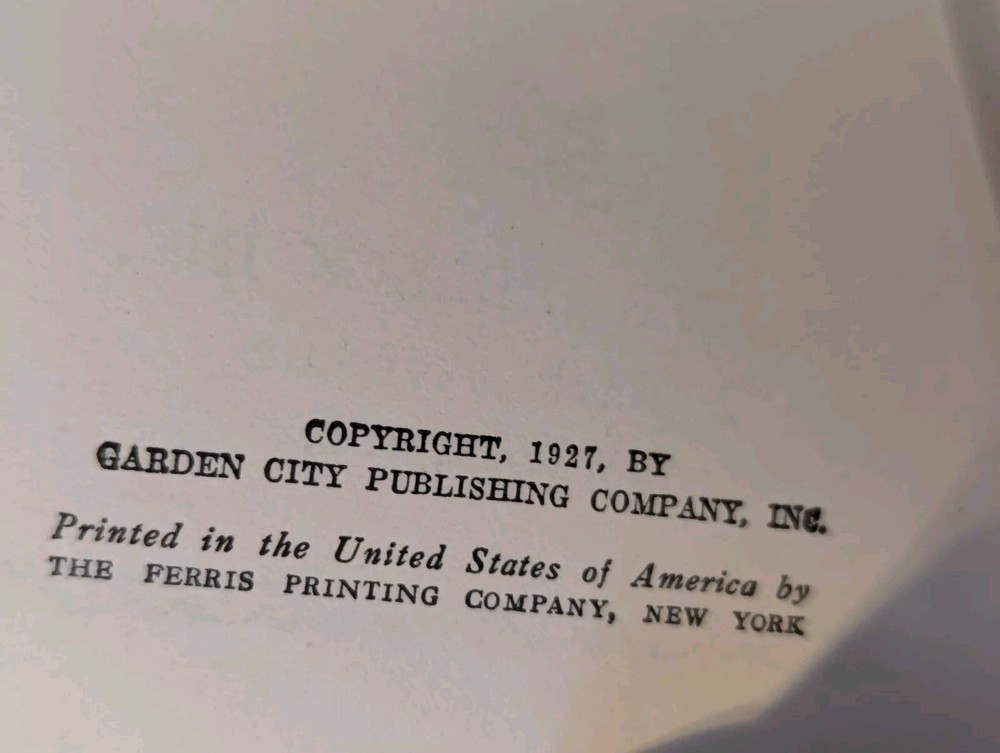 COPYRIGHT, 1927, BY
GARDEN CITY PUBLISHING COMPANY, INC.
Printed in the United States of America by
THE FERRIS PRINTING COMPANY, NEW YORK